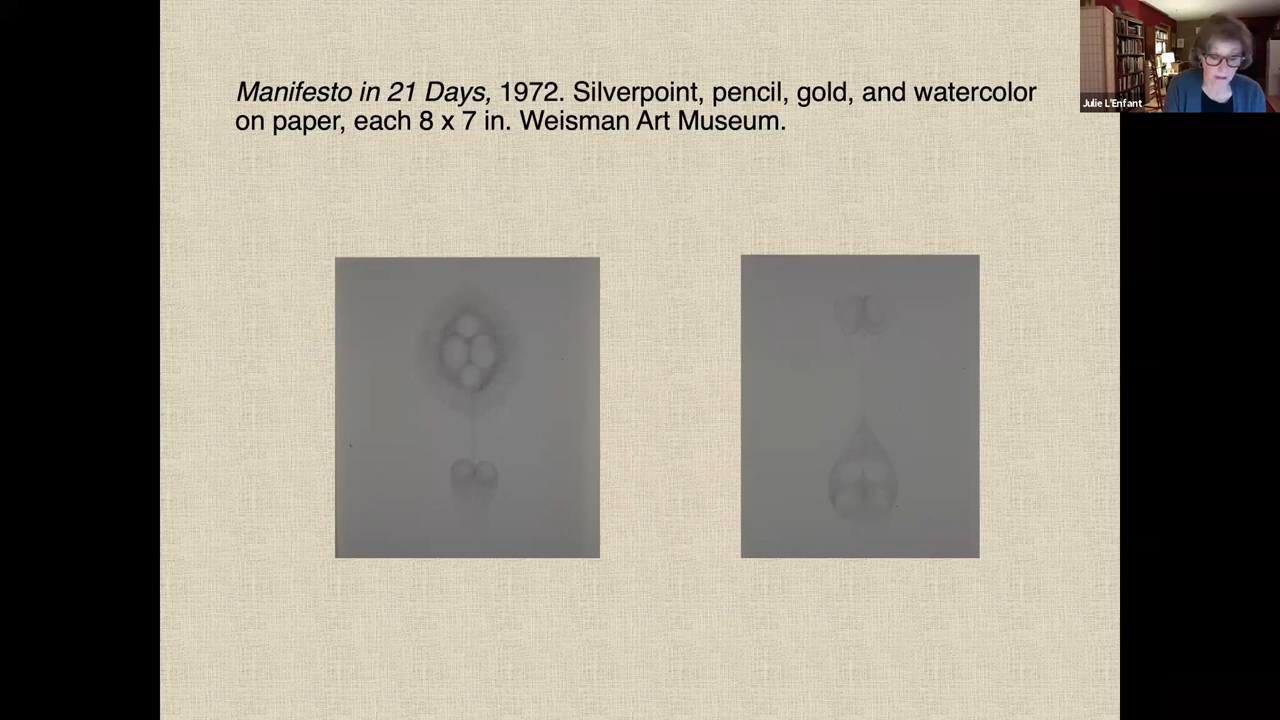 Manifesto in 21 Days, 1972. Silverpoint, pencil, gold, and watercolor
on paper, each 8 x 7 in. Weisman Art Museum.
Julie L'Enfant